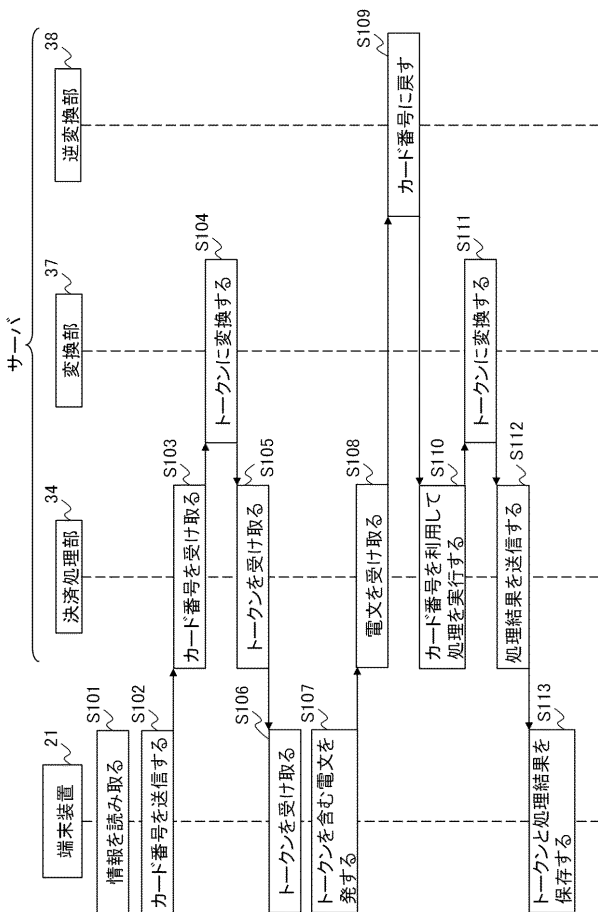 サーバ
端末装置
21
決済処理部
34
変換部
37
逆変換部
38
S101
情報を読み取る
S102
カード番号を送信する
S103
カード番号を受け取る
S104
トークンに変換する
S105
トークンを受け取る
S106
トークンを受け取る
S107
トークンを含む電文を
発する
S108
電文を受け取る
S109
カード番号に戻す
S110
カード番号を利用して
処理を実行する
S111
トークンに変換する
S112
処理結果を送信する
S113
トークンと処理結果を
保存する